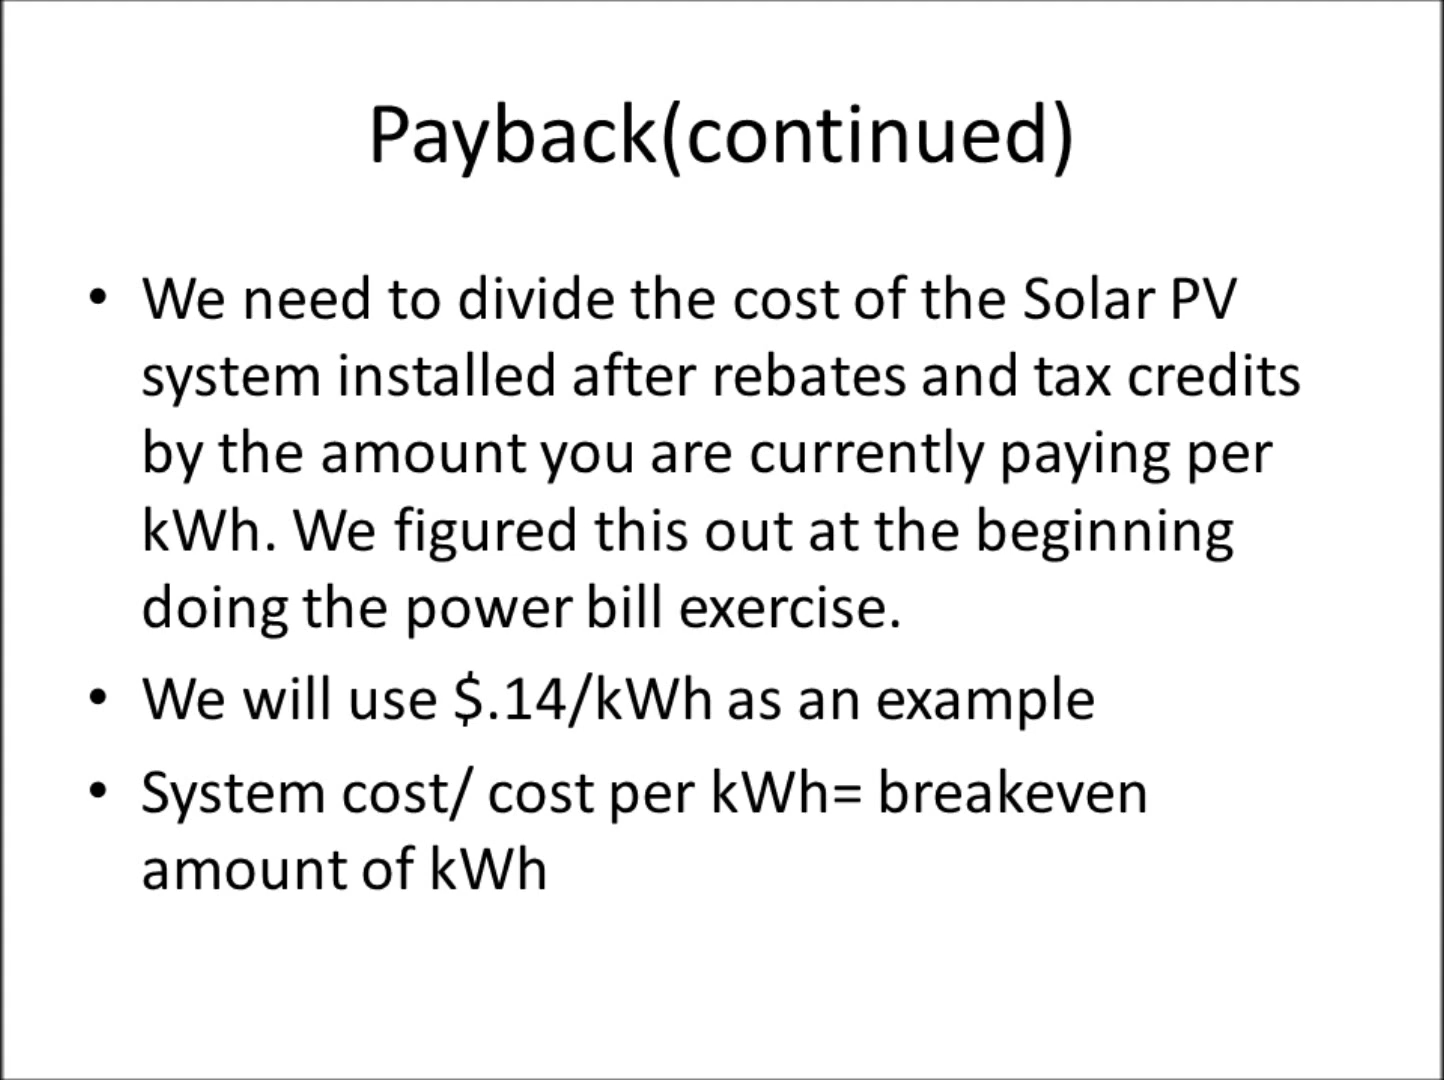 Payback(continued)
• We need to divide the cost of the Solar PV
system installed after rebates and tax credits
by the amount you are currently paying per
kWh. We figured this out at the beginning
doing the power bill exercise.
• We will use $.14/kWh as an example
• System cost/ cost per kWh= breakeven
amount of kWh